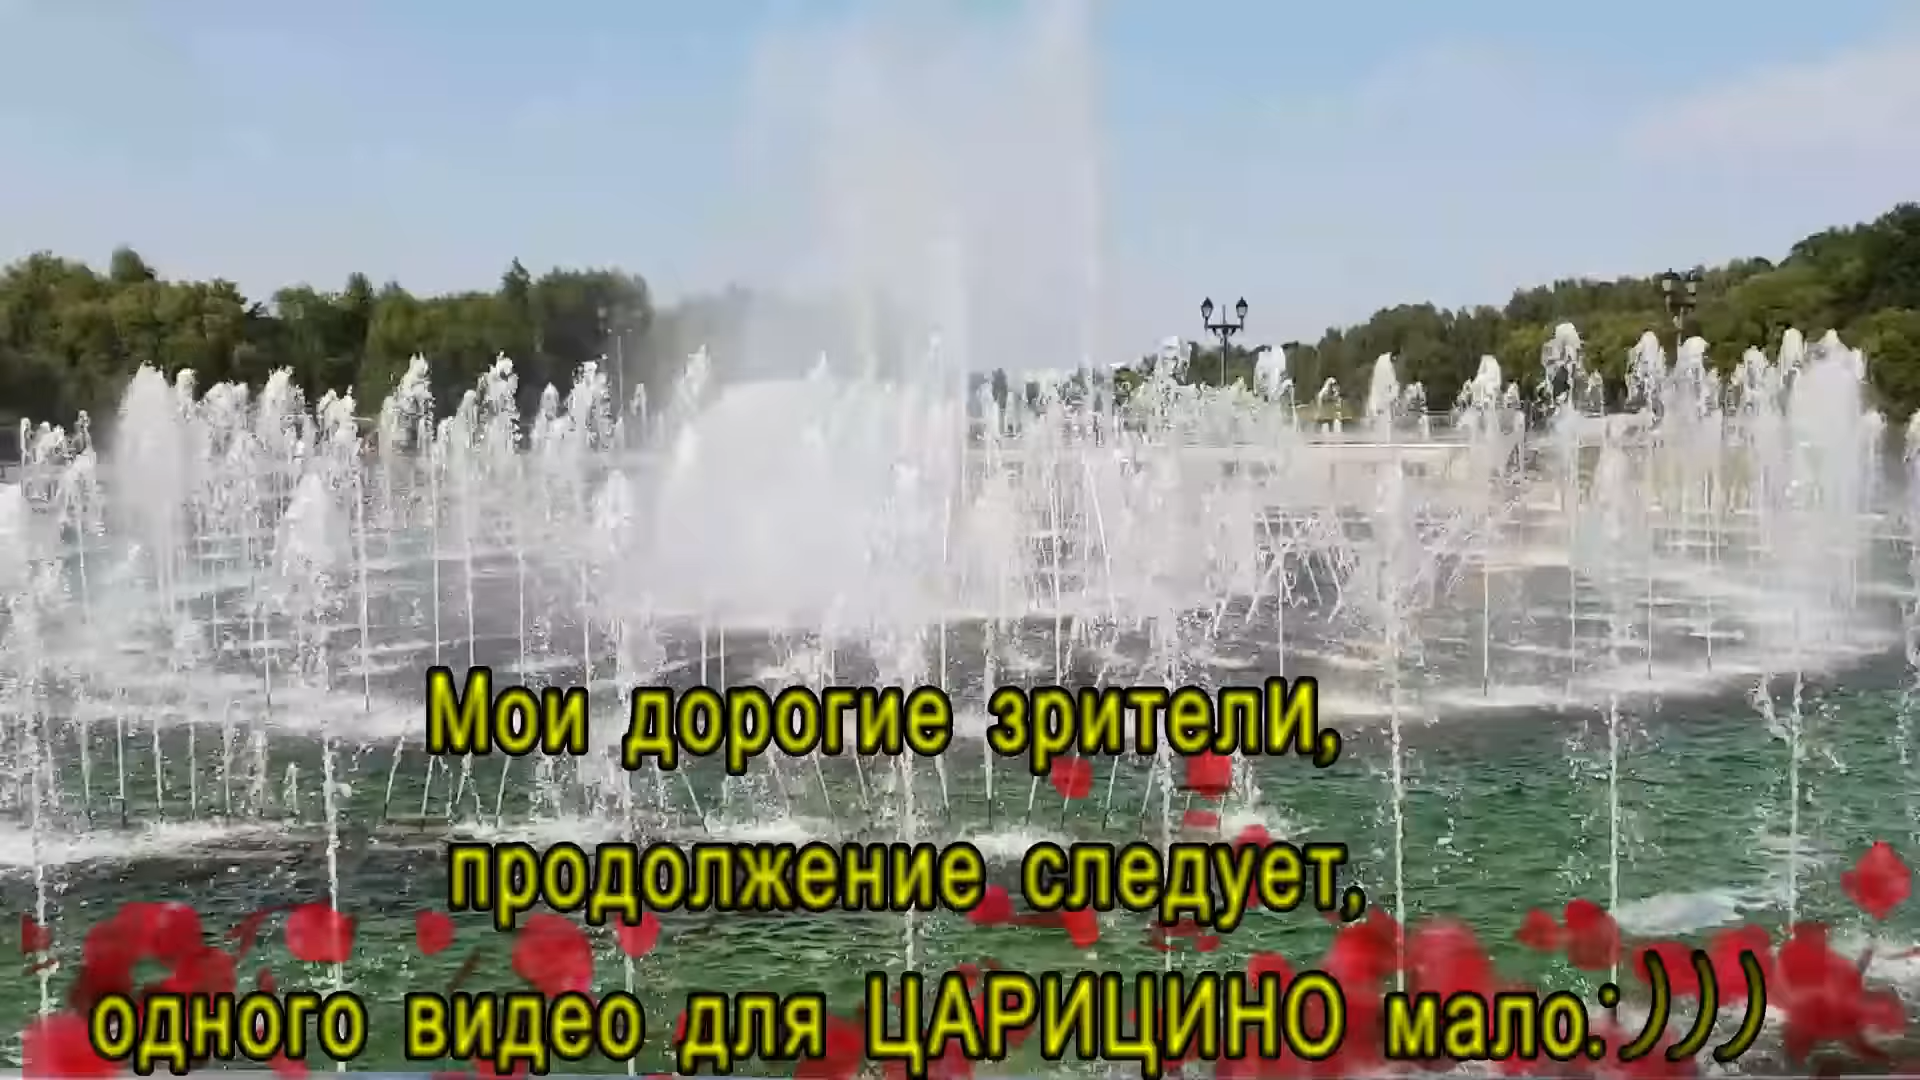 Мои дорогие зрителИ,
продолжение следует,
одного видео для ЦАРИЦИНО мало:)))